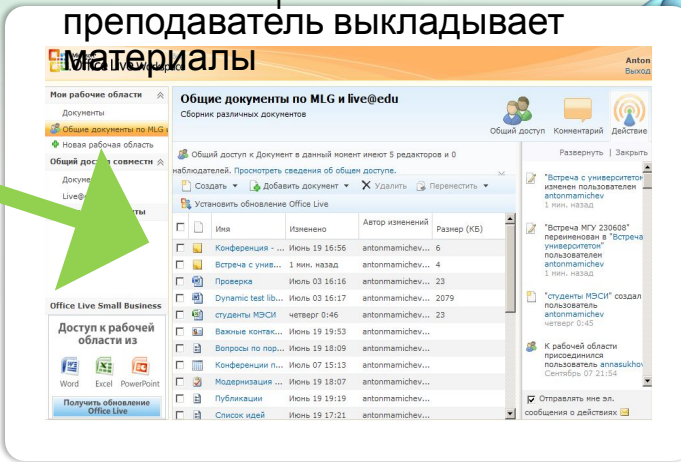 преподаватель выкладывает
материалы
Office Live Workspace
Anton
Выход
Мои рабочие области
Документы
Общие документы по MLG и
Новая рабочая область
Общий доступ совместн
Live@
Office Live Small Business
Доступ к рабочей
области из
Word Excel PowerPoint
Получить обновление
Office Live
Общие документы по MLG и live@edu
Сборник различных документов
Общий доступ Комментарий Действие
Общий доступ к Документ в данный момент имеют 5 редакторов и 0
наблюдателей. Просмотреть сведения об общем доступе.
Создать Добавить документ Удалить Переместить
Установить обновление Office Live
Имя Изменено Автор изменений Размер (КБ)
Конференция - ... Июнь 19 16:56 antonmamichev... 6
Встреча с унив... 1 мин. назад antonmamichev... 4
Проверка Июль 03 16:16 antonmamichev... 23
Dynamic test lib... Июль 03 16:17 antonmamichev... 2079
студенты МЭСИ четверг 0:46 antonmamichev... 23
Важные контак... Июнь 19 19:53 antonmamichev...
Вопросы по пор... Июнь 19 18:09 antonmamichev...
Конференции п... Июль 07 15:13 antonmamichev...
Модернизация ... Июнь 19 18:07 antonmamichev...
Публикации Июнь 19 19:19 antonmamichev...
Список идей Июнь 19 17:21 antonmamichev...
Развернуть | Закрыть
"Встреча с университетом
изменен пользователем
antonmamichev
1 мин. назад
"Встреча МГУ 230608"
переименован в "Встреча
университетом"
пользователем
antonmamichev
1 мин. назад
"студенты МЭСИ" создал
пользователь
antonmamichev
четверг 0:45
К рабочей области
присоединился
пользователь annasukhov
Сентябрь 07 21:54
Отправлять мне эл.
сообщения о действиях